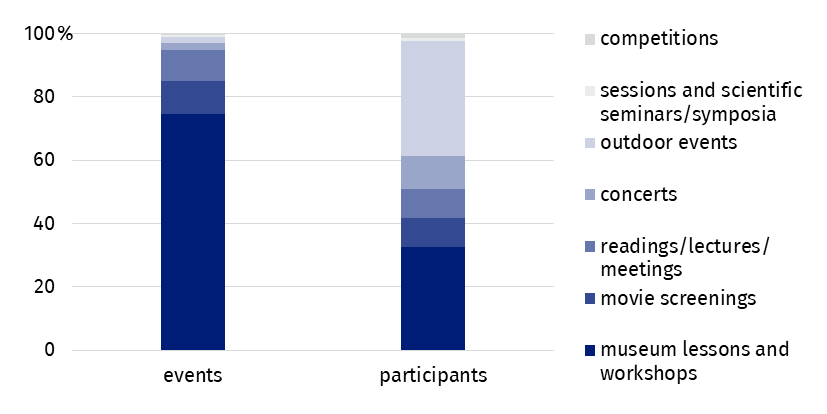 100%
80
60
40
20
0
events
participants
competitions
sessions and scientific
seminars/symposia
outdoor events
concerts
readings/lectures/
meetings
movie screenings
museum lessons and
workshops